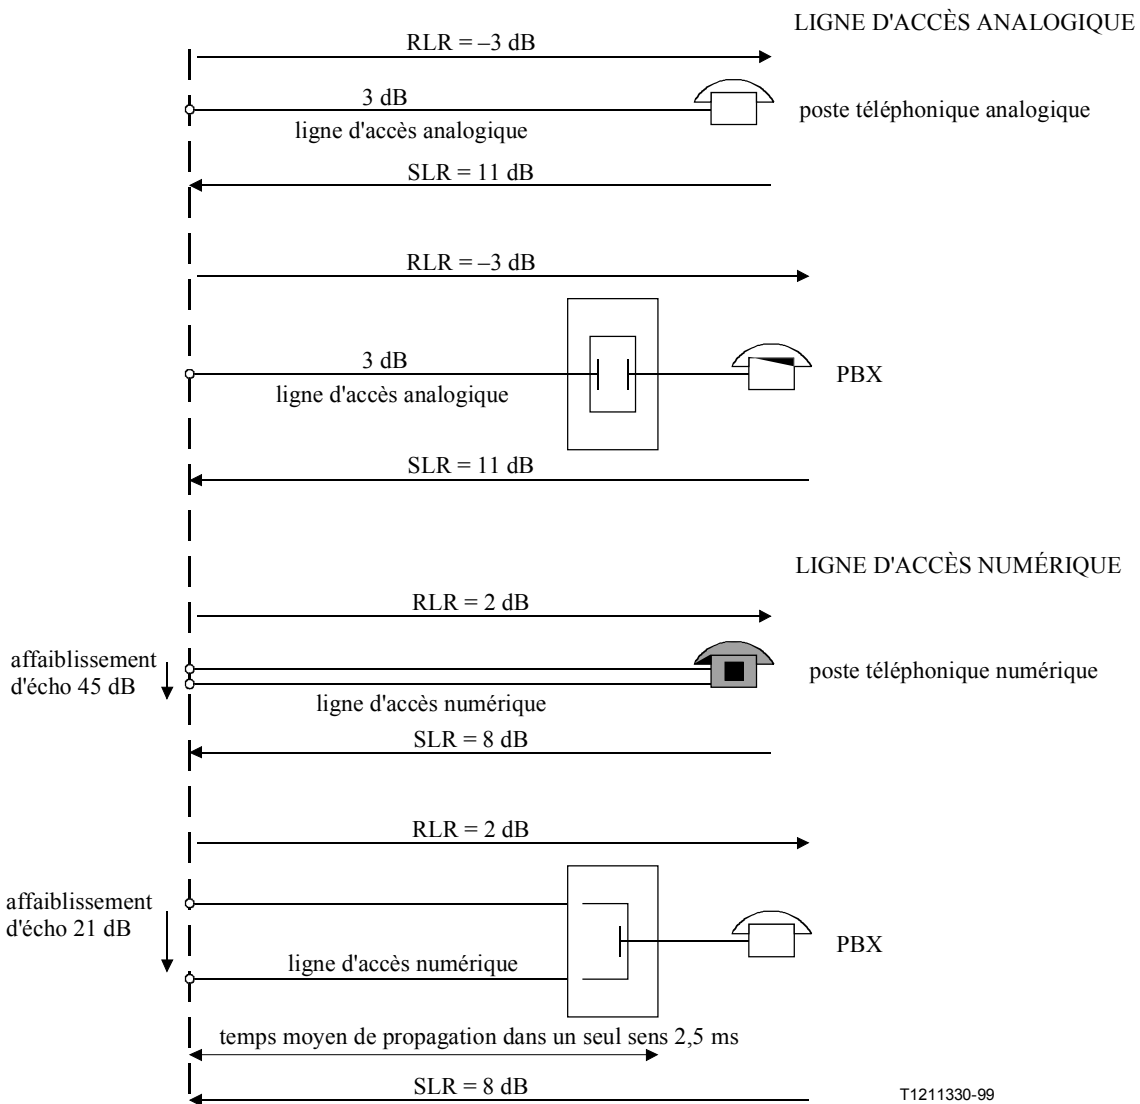 LIGNE D'ACCÈS ANALOGIQUE
RLR = –3 dB
3 dB
poste téléphonique analogique
ligne d'accès analogique
SLR = 11 dB
RLR = –3 dB
3 dB
PBX
ligne d'accès analogique
SLR = 11 dB
LIGNE D'ACCÈS NUMÉRIQUE
RLR = 2 dB
affaiblissement
d'écho 45 dB
poste téléphonique numérique
ligne d'accès numérique
SLR = 8 dB
RLR = 2 dB
affaiblissement
d'écho 21 dB
PBX
ligne d'accès numérique
temps moyen de propagation dans un seul sens 2,5 ms
SLR = 8 dB
T1211330-99